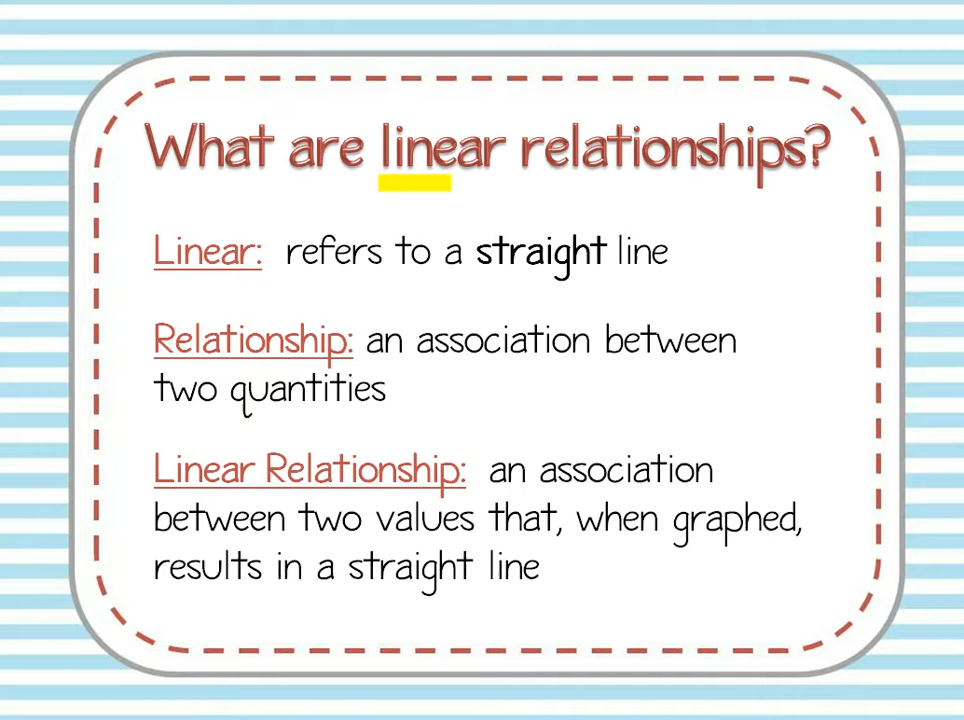 What are linear relationships?
Linear: refers to a straight line
Relationship: an association between
two quantities
Linear Relationship: an association
between two values that, when graphed,
results in a straight line